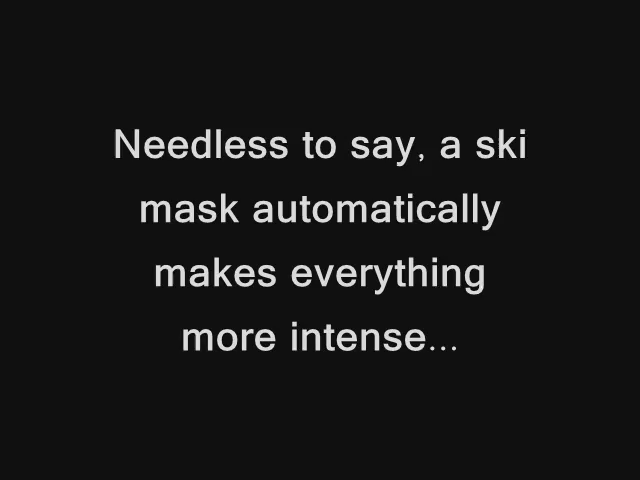 Needless to say, a ski
mask automatically
makes everything
more intense...